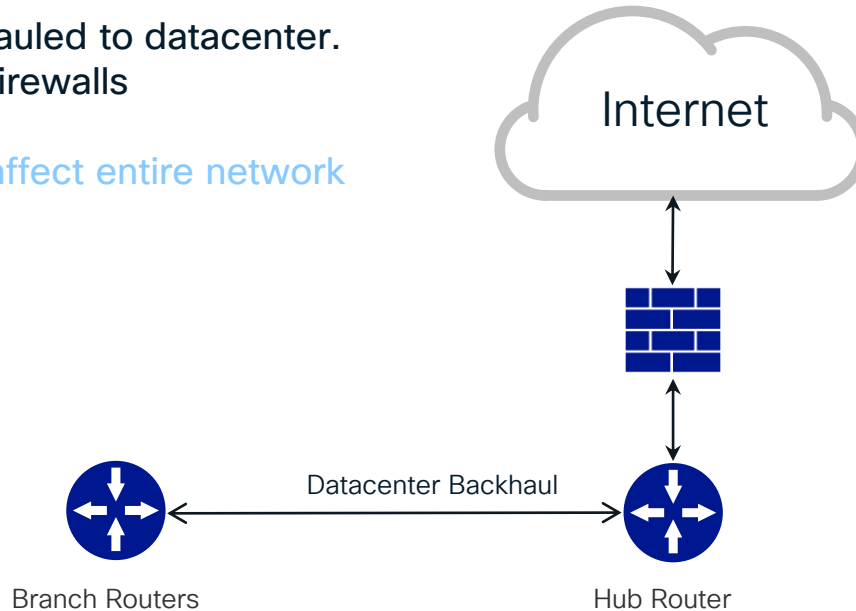 auled to datacenter.
irewalls
affect entire network
Internet
Datacenter Backhaul
Branch Routers
Hub Router